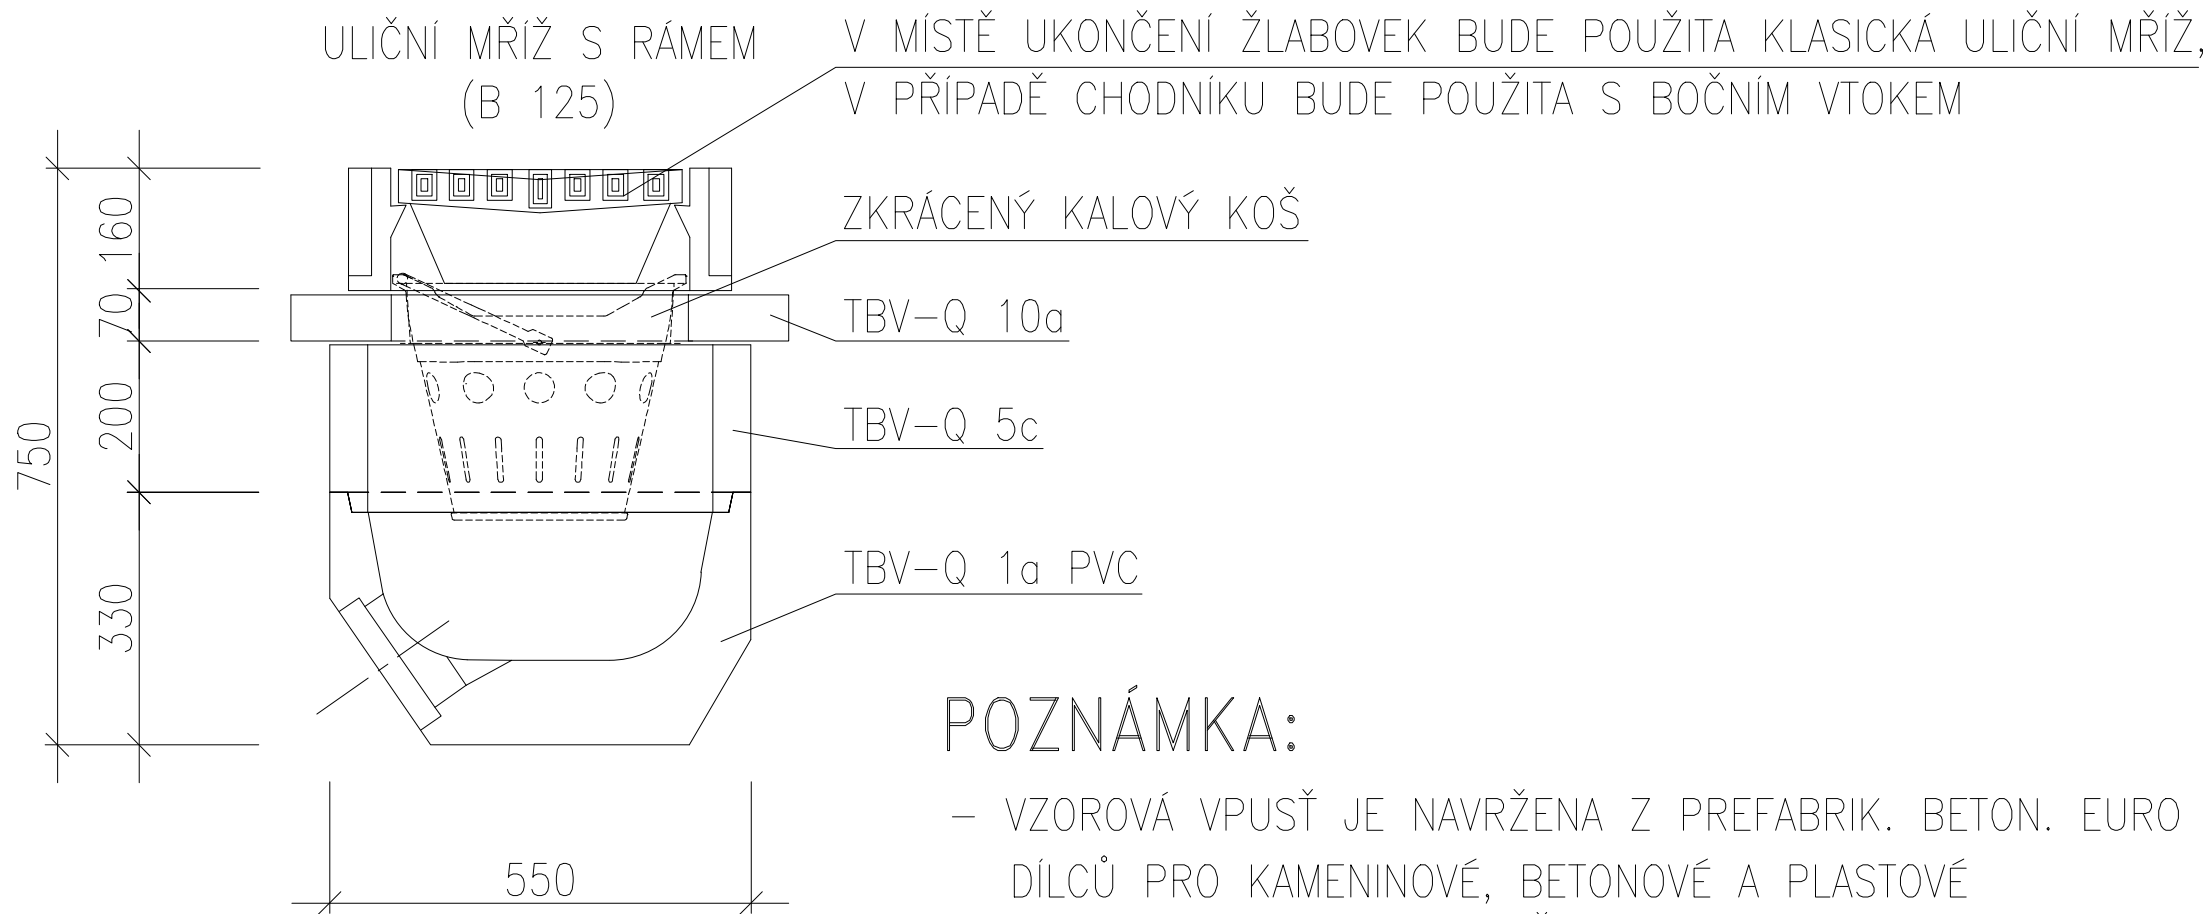 ULIČNÍ MŘÍŽ S RÁMEM
(B 125)
V MÍSTĚ UKONČENÍ ŽLABOVEK BUDE POUŽITA KLASICKÁ ULIČNÍ MŘÍŽ,
V PŘÍPADĚ CHODNÍKU BUDE POUŽITA S BOČNÍM VTOKEM
ZKRÁCENÝ KALOVÝ KOŠ
TBV-Q 10a
TBV-Q 5c
TBV-Q 1a PVC
160
70
200
330
750
550
POZNÁMKA:
- VZOROVÁ VPUSŤ JE NAVRŽENA Z PREFABRIK. BETON. EURO
DÍLCŮ PRO KAMENINOVÉ, BETONOVÉ A PLASTOVÉ